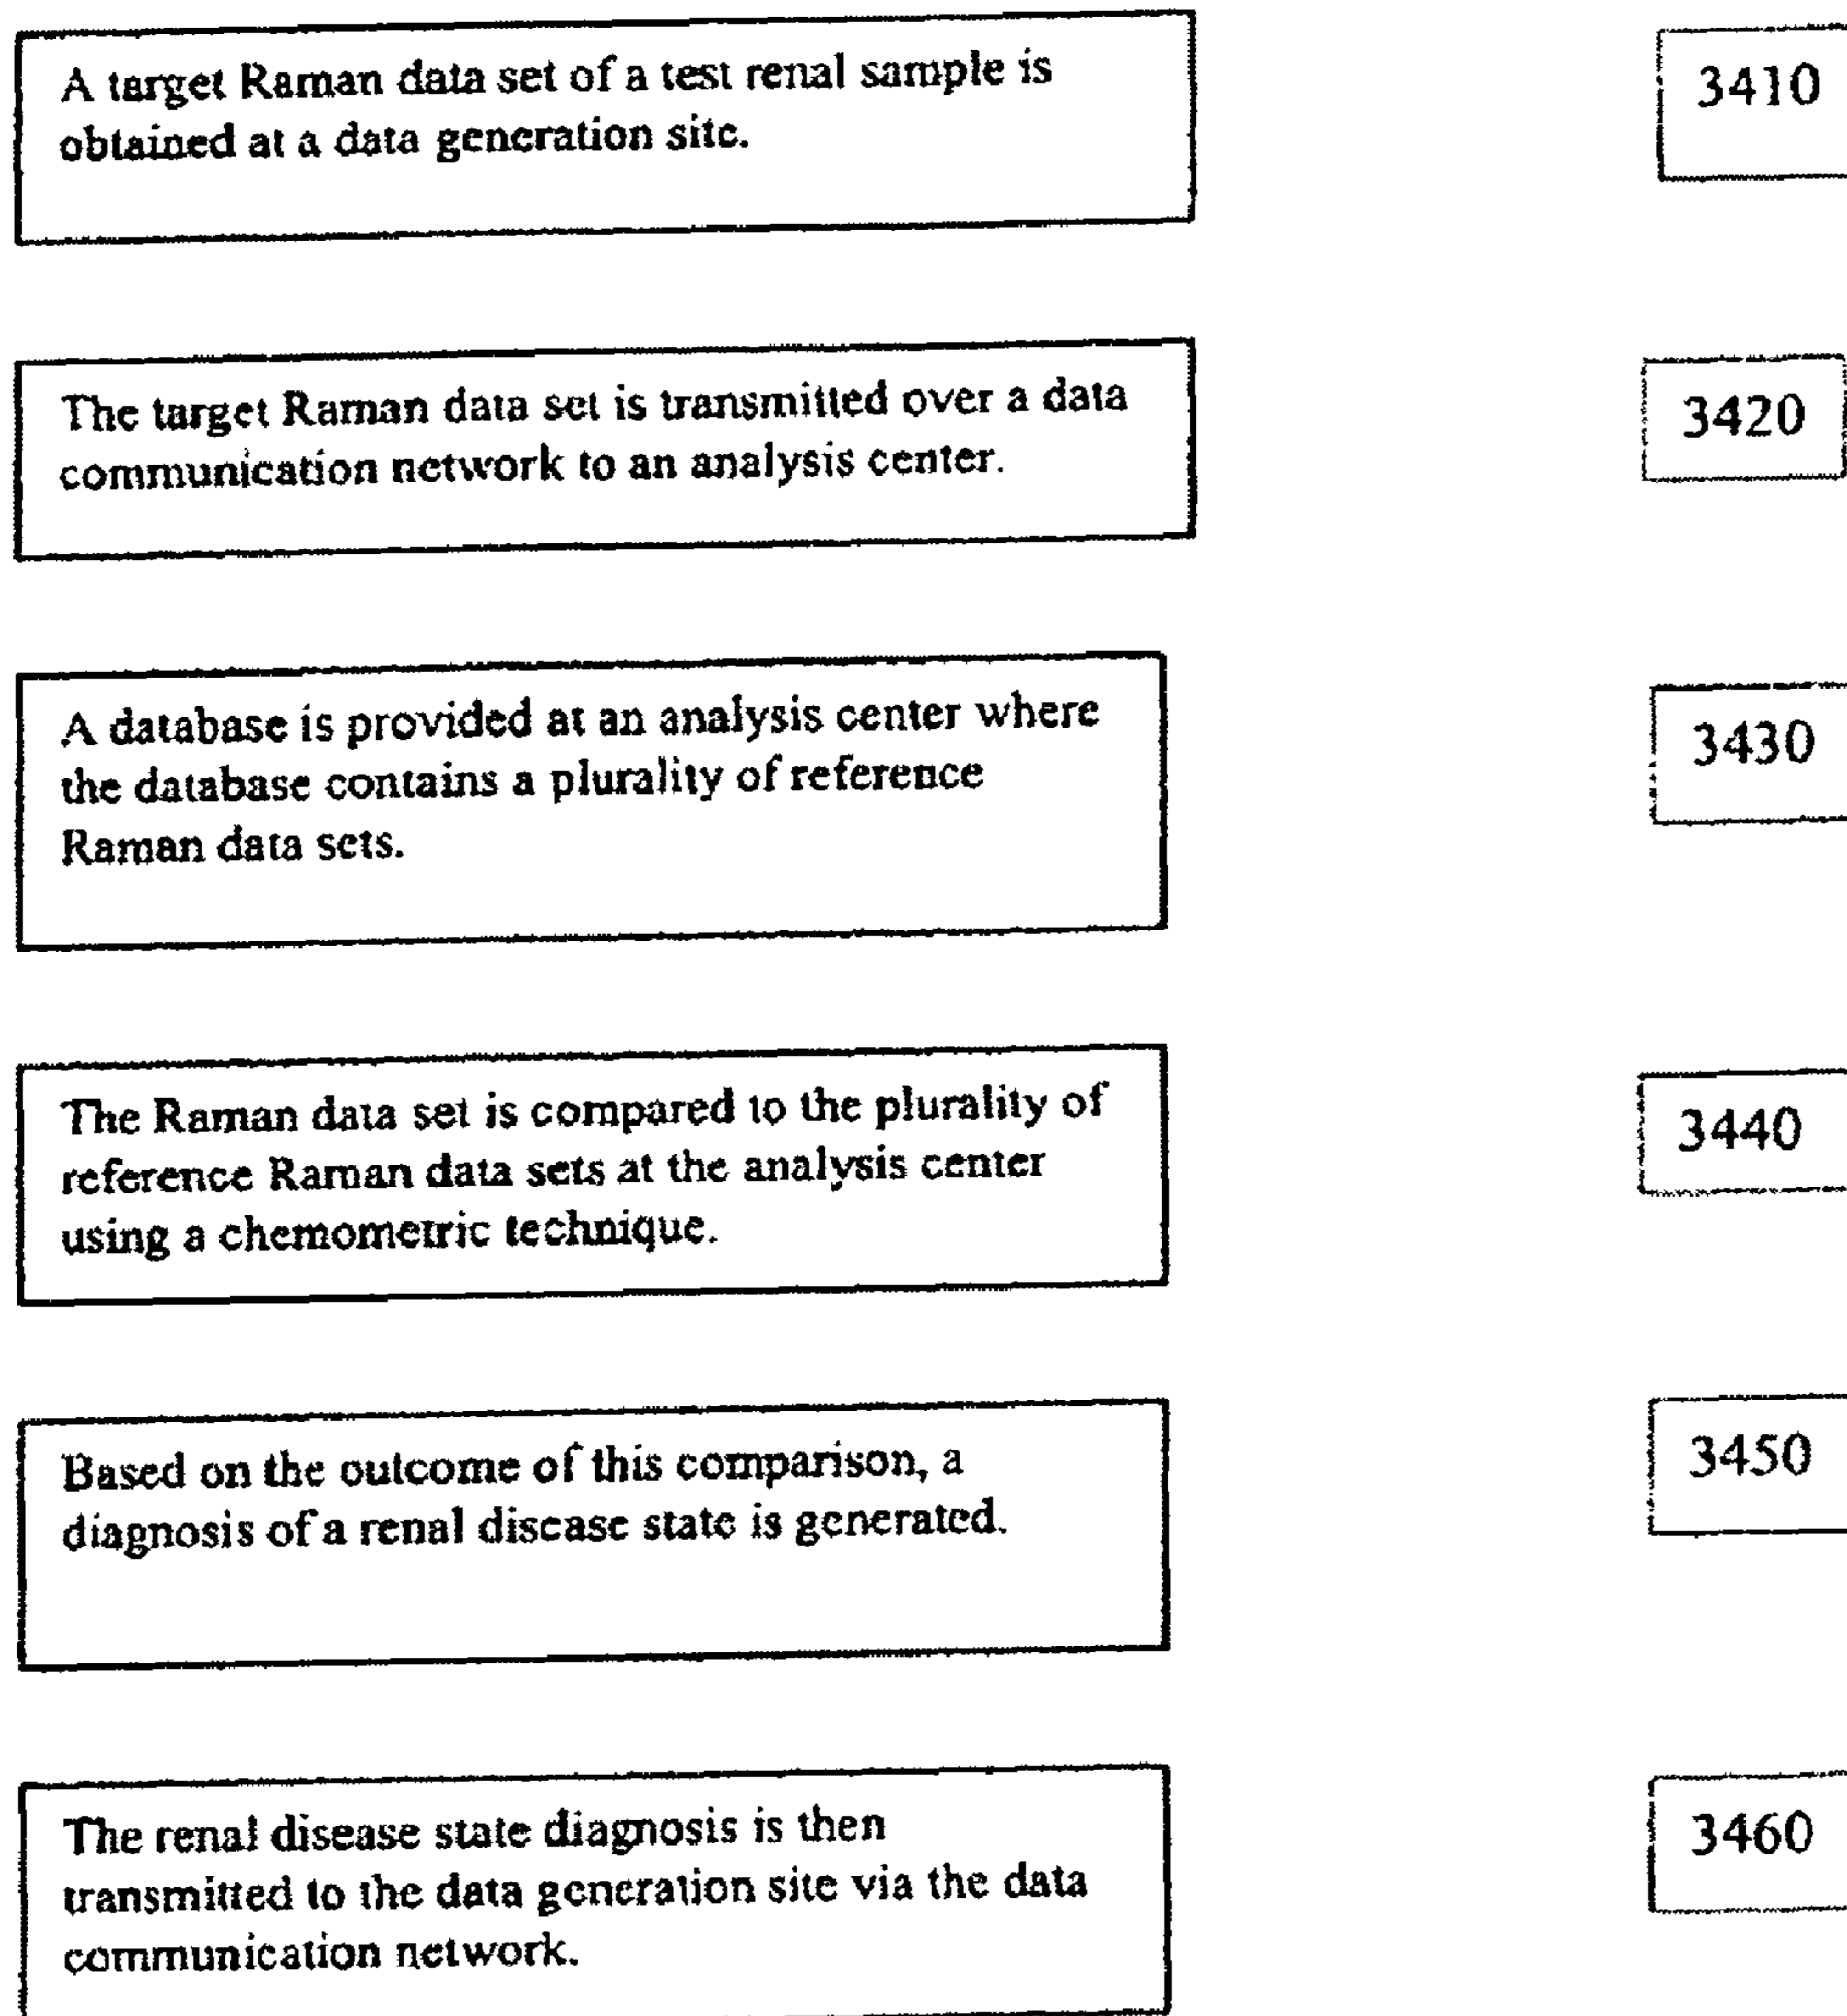 A target Raman data set of a test renal sample is
obtained at a data generation site.
3410
The target Raman data set is transmitted over a data
communication network to an analysis center.
3420
A database is provided at an analysis center where
the database contains a plurality of reference
Raman data sets.
3430
The Raman data set is compared to the plurality of
reference Raman data sets at the analysis center
using a chemometric technique.
3440
Based on the outcome of this comparison, a
diagnosis of a renal disease state is generated.
3450
The renal disease state diagnosis is then
transmitted to the data generation site via the data
communication network.
3460